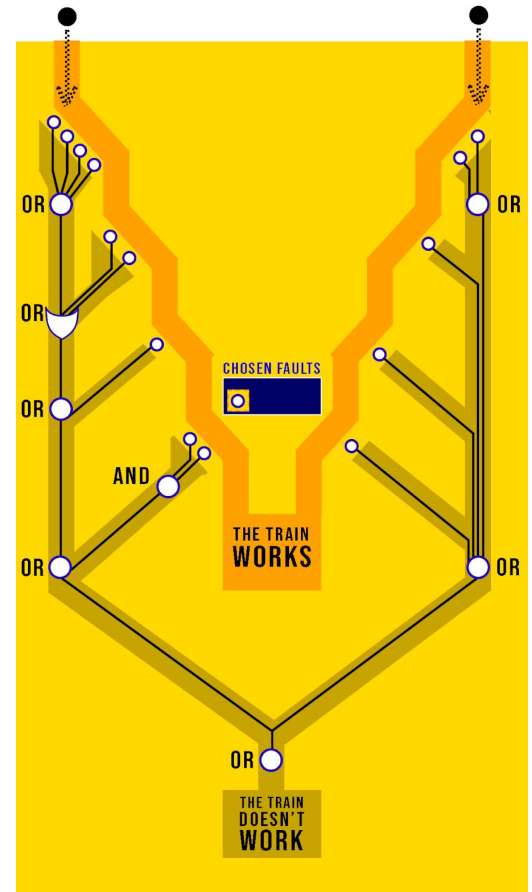 OR
OR
OR
CHOSEN FAULTS
OR
AND
THE TRAIN
WORKS
OR
OR
OR
THE TRAIN
DOESN'T
WORK